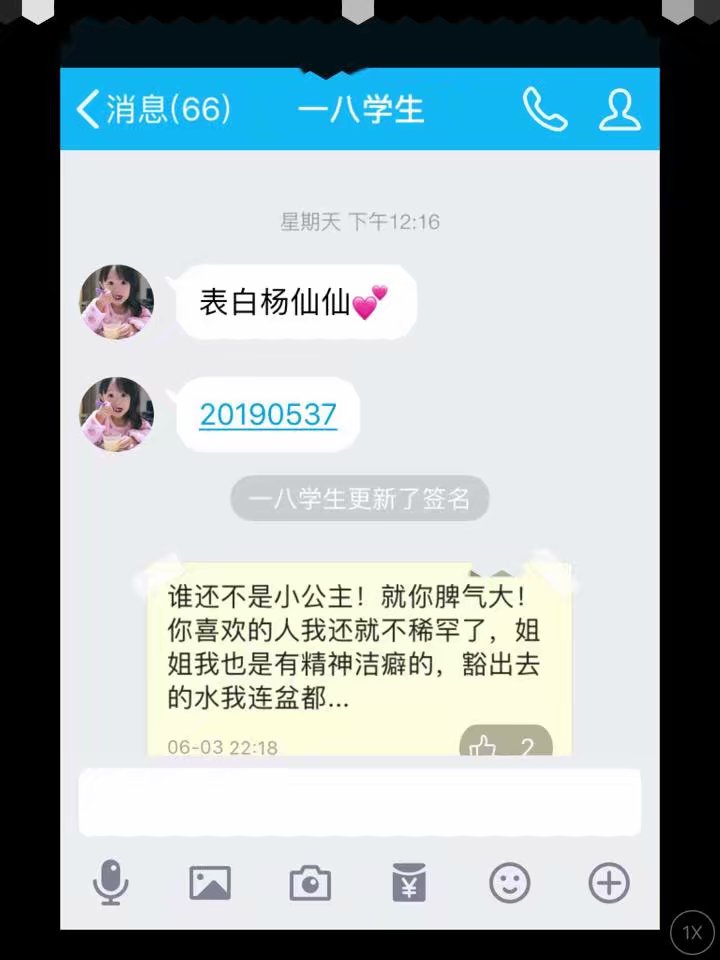 消息(66)
一八学生
星期天 下午12:16
表白杨仙仙💕
20190537
一八学生更新了签名
谁还不是小公主！就你脾气大！
你喜欢的人我还就不稀罕了，姐
姐我也是有精神洁癖的，豁出去
的水我连盆都...
06-03 22:18
2
¥
1X